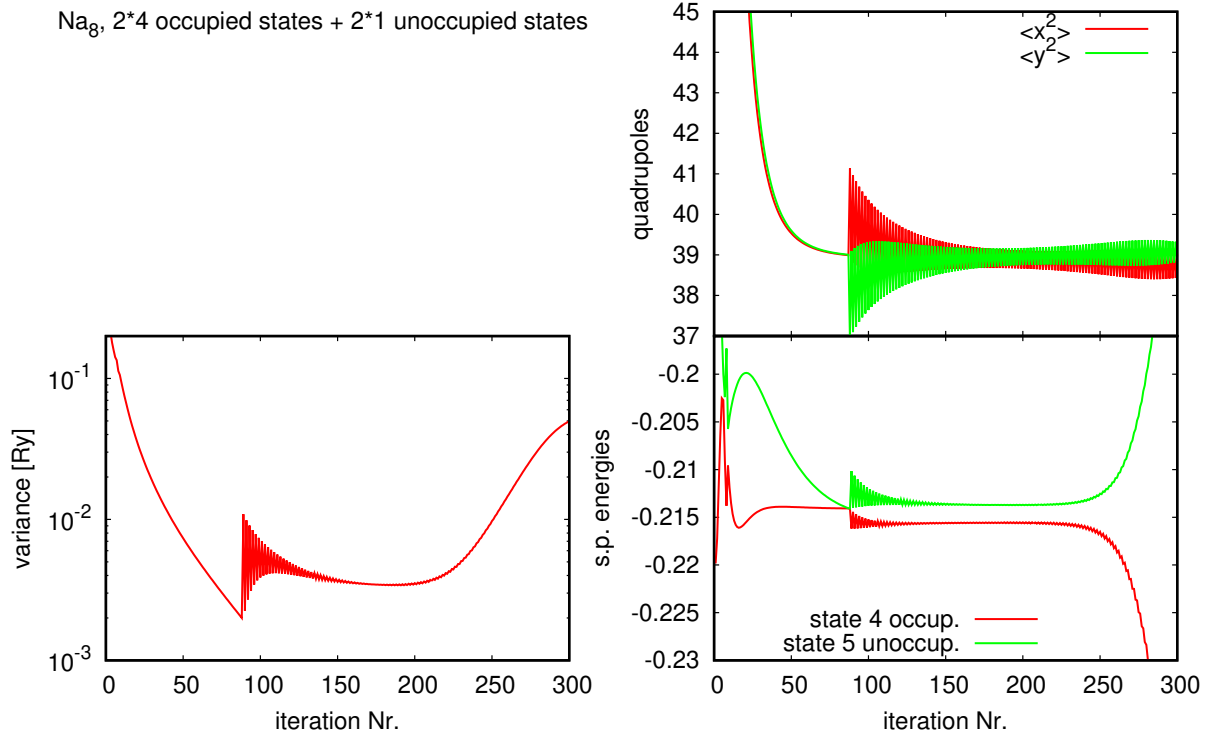 Na8, 2*4 occupied states + 2*1 unoccupied states
45
44
43
42
41
40
39
38
37
quadrupoles
<x^2>
<y^2>
10^-1
10^-2
10^-3
variance [Ry]
0 50 100 150 200 250 300
iteration Nr.
-0.2
-0.205
-0.21
-0.215
-0.22
-0.225
-0.23
s.p. energies
state 4 occup.
state 5 unoccup.
0 50 100 150 200 250 300
iteration Nr.